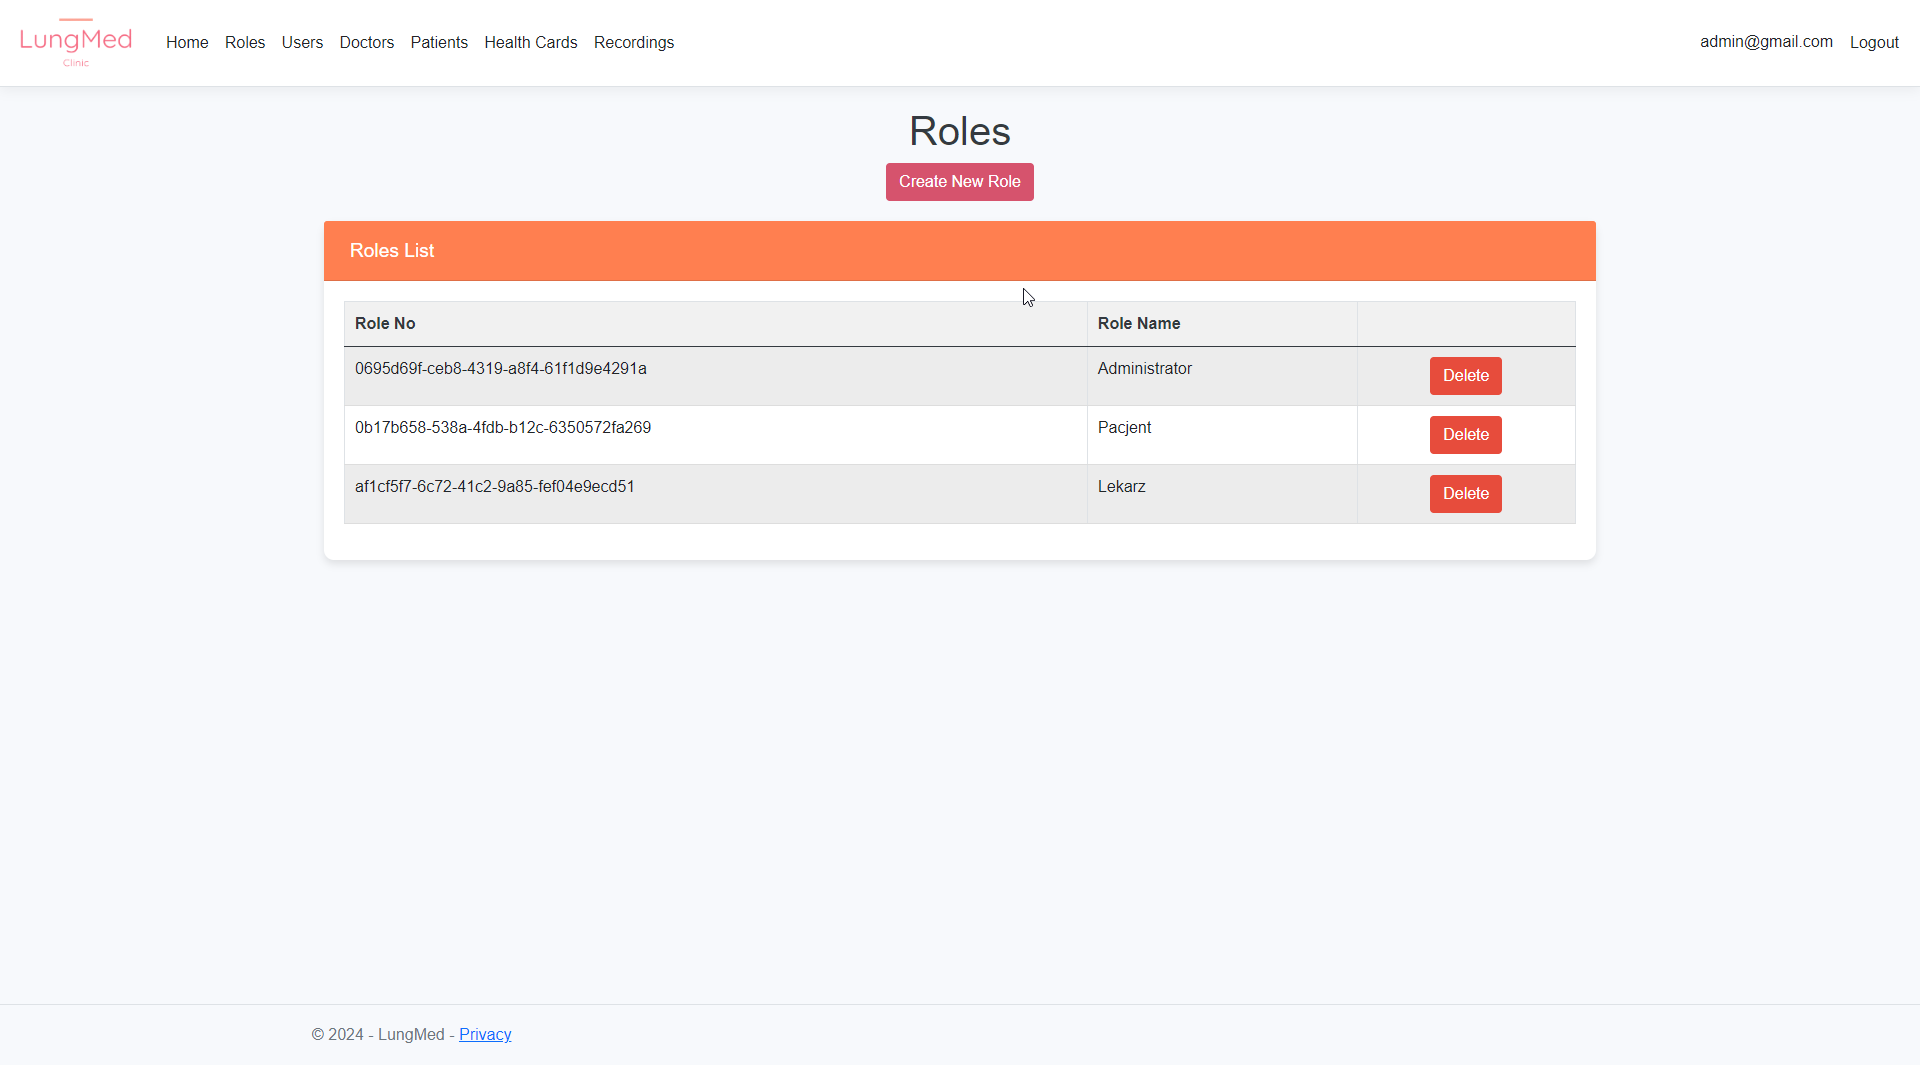 LungMed
Clinic
Home Roles Users Doctors Patients Health Cards Recordings
admin@gmail.com Logout
Roles
Create New Role
Roles List
Role No Role Name
0695d69f-ceb8-4319-a8f4-61f1d9e4291a Administrator Delete
0b17b658-538a-4fdb-b12c-6350572fa269 Pacjent Delete
af1cf5f7-6c72-41c2-9a85-fef04e9ecd51 Lekarz Delete
© 2024 - LungMed - Privacy